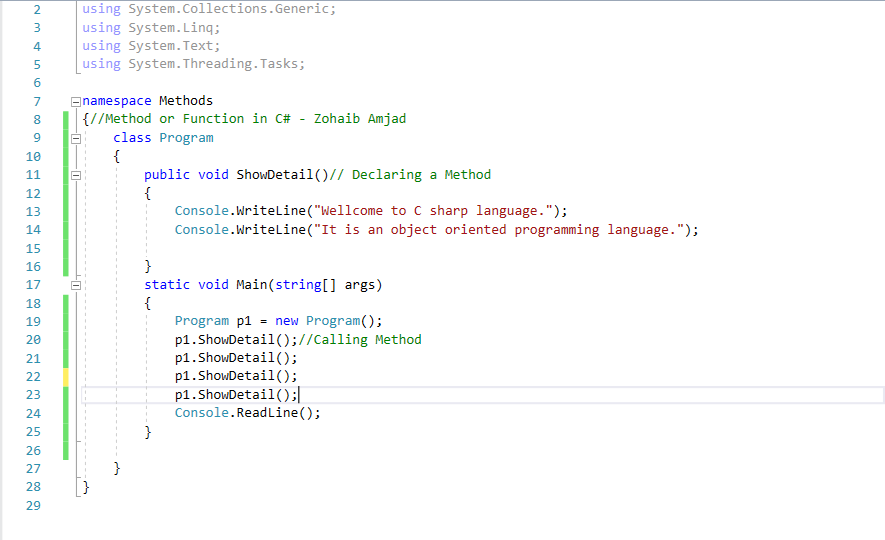 2 using System.Collections.Generic;
3 using System.Linq;
4 using System.Text;
5 using System.Threading.Tasks;
6
7 namespace Methods
8 {//Method or Function in C# - Zohaib Amjad
9 class Program
10 {
11 public void ShowDetail()// Declaring a Method
12 {
13 Console.WriteLine("Wellcome to C sharp language.");
14 Console.WriteLine("It is an object oriented programming language.");
15
16 }
17 static void Main(string[] args)
18 {
19 Program p1 = new Program();
20 p1.ShowDetail();//Calling Method
21 p1.ShowDetail();
22 p1.ShowDetail();
23 p1.ShowDetail();
24 Console.ReadLine();
25 }
26
27 }
28 }
29